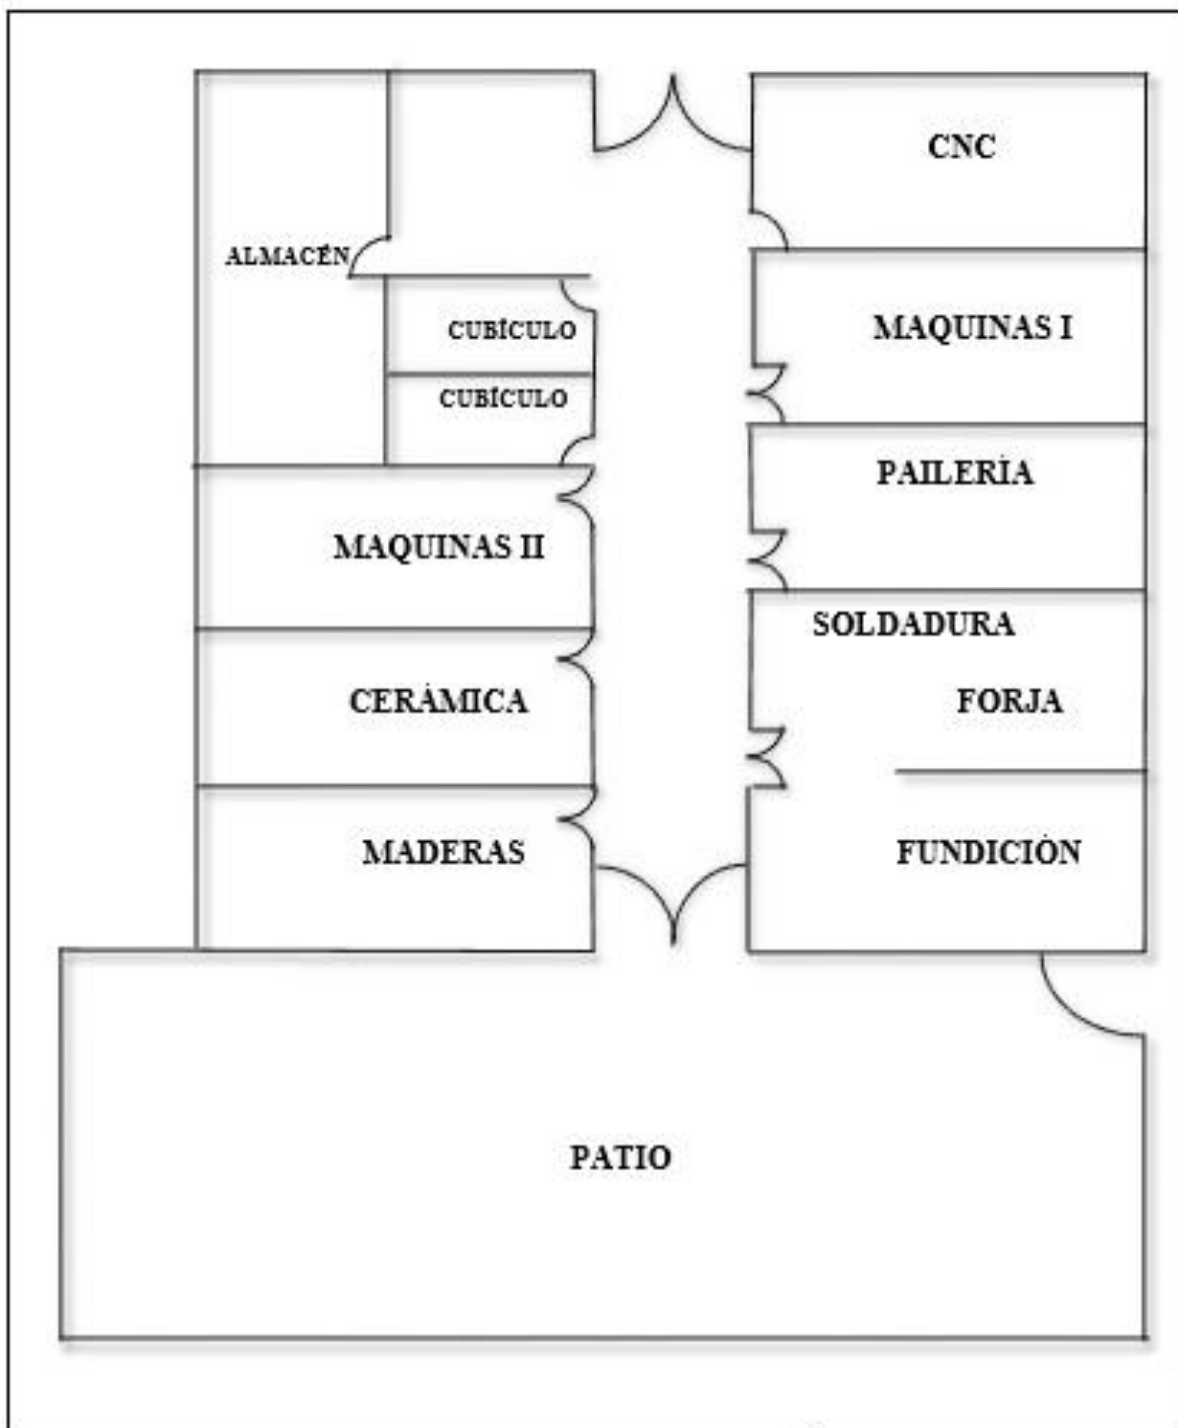 CNC
ALMACÉN
CUBÍCULO
MAQUINAS I
CUBÍCULO
PAILERÍA
MAQUINAS II
SOLDADURA
CERÁMICA
FORJA
MADERAS
FUNDICIÓN
PATIO